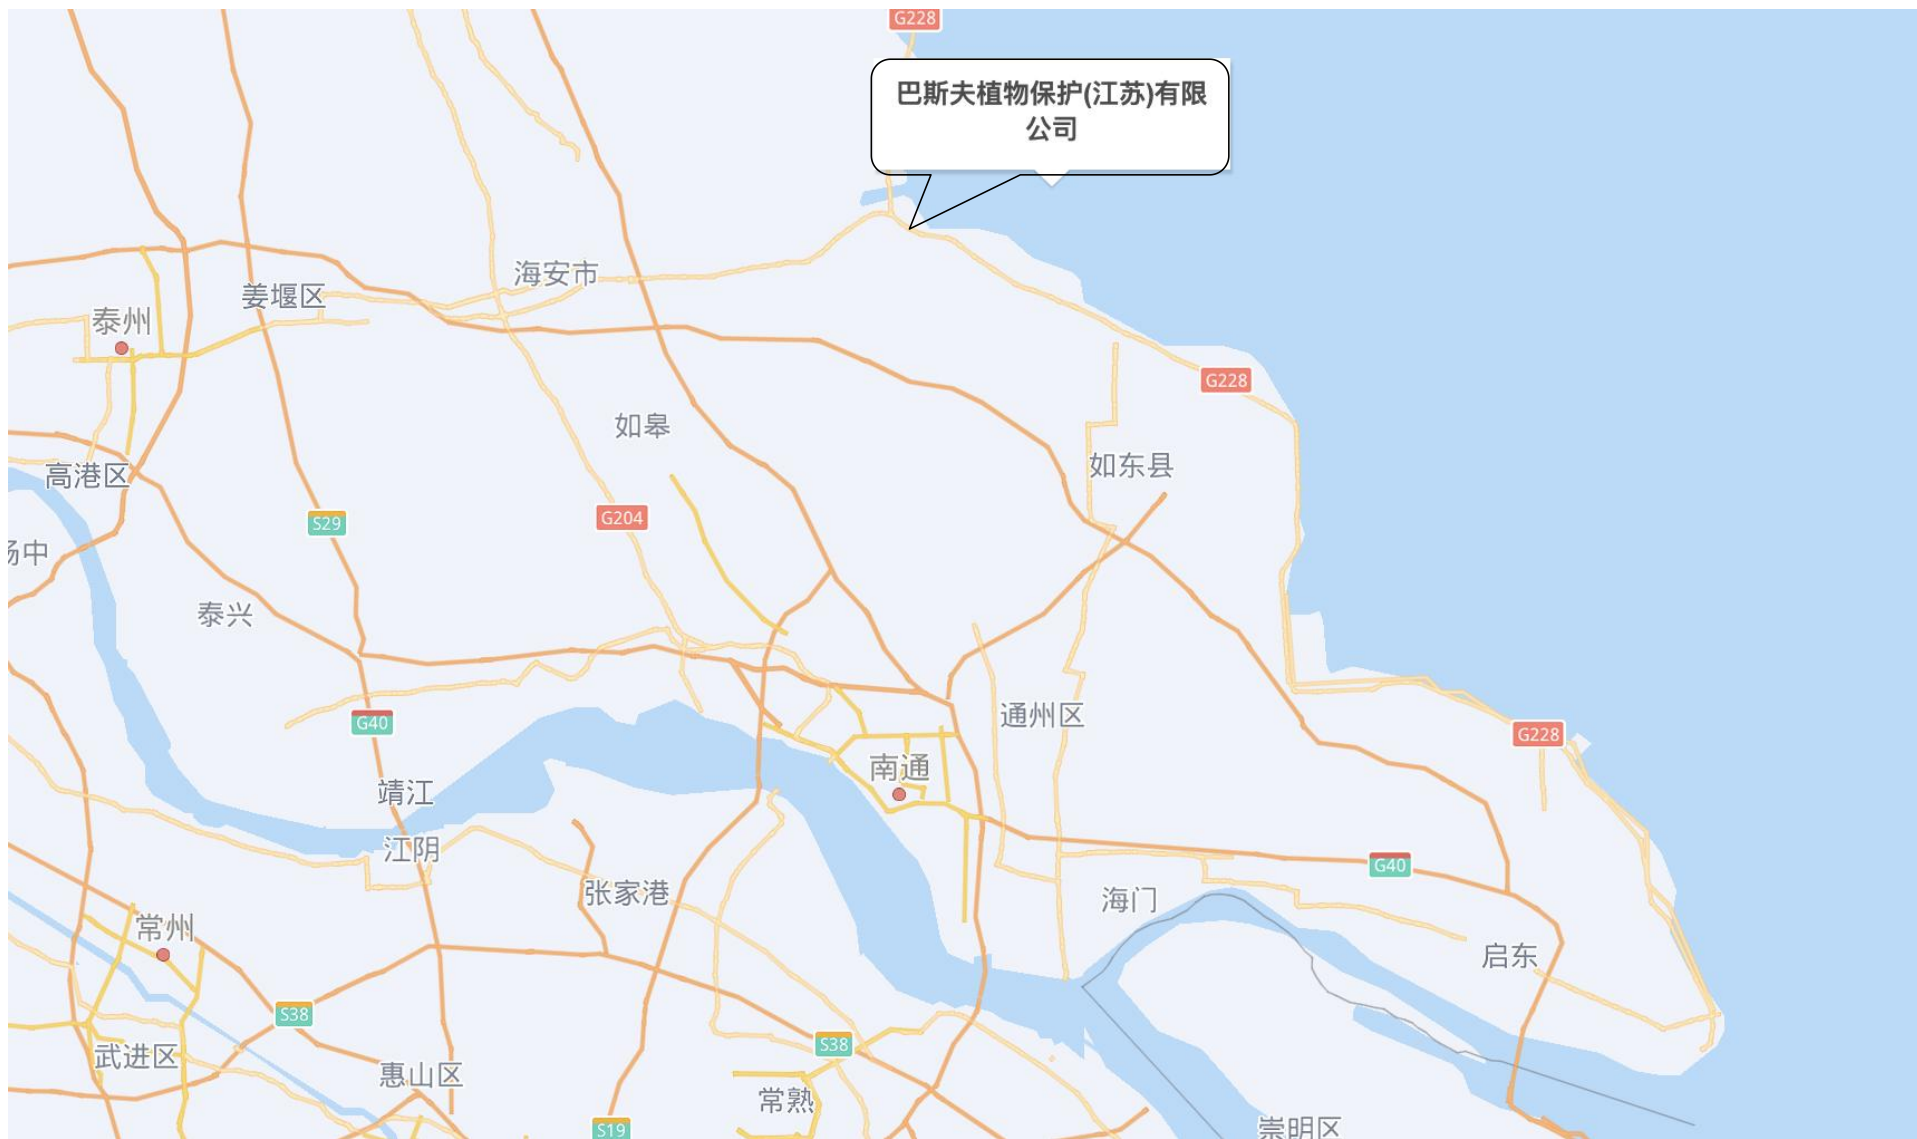 G228
巴斯夫植物保护(江苏)有限
公司
海安市
姜堰区
泰州
G228
如皋
如东县
高港区
S29
G204
扬中
泰兴
通州区
G40
G228
南通
靖江
江阴
G40
张家港
海门
常州
启东
S38
S38
武进区
惠山区
常熟
S19
崇明区